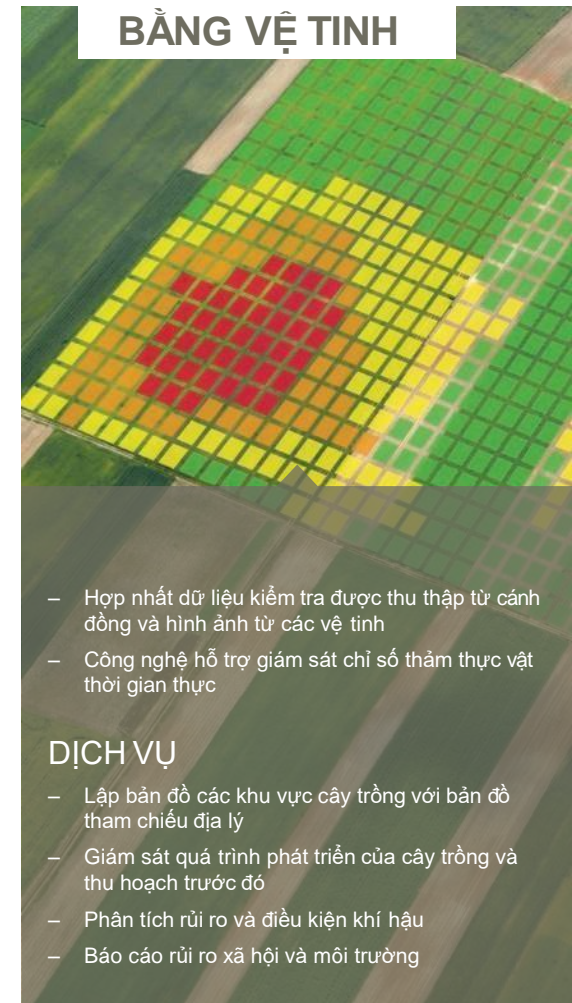 BẰNG VỆ TINH
– Hợp nhất dữ liệu kiểm tra được thu thập từ cánh
đồng và hình ảnh từ các vệ tinh
– Công nghệ hỗ trợ giám sát chỉ số thảm thực vật
thời gian thực
DỊCH VỤ
– Lập bản đồ các khu vực cây trồng với bản đồ
tham chiếu địa lý
– Giám sát quá trình phát triển của cây trồng và
thu hoạch trước đó
– Phân tích rủi ro và điều kiện khí hậu
– Báo cáo rủi ro xã hội và môi trường